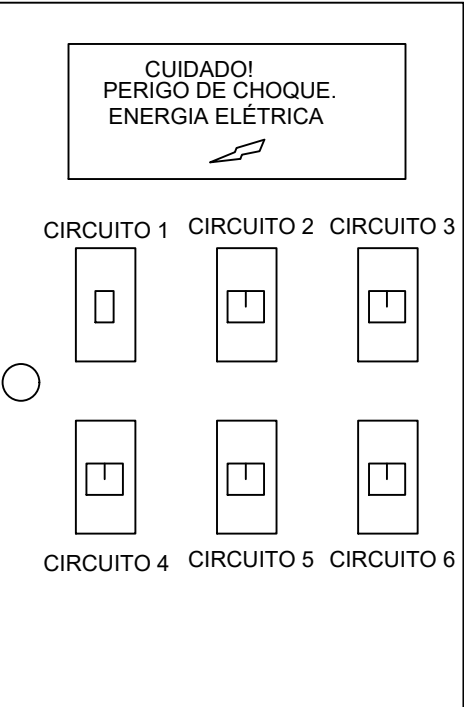 CUIDADO!
PERIGO DE CHOQUE.
ENERGIA ELÉTRICA
CIRCUITO 1 CIRCUITO 2 CIRCUITO 3
CIRCUITO 4 CIRCUITO 5 CIRCUITO 6